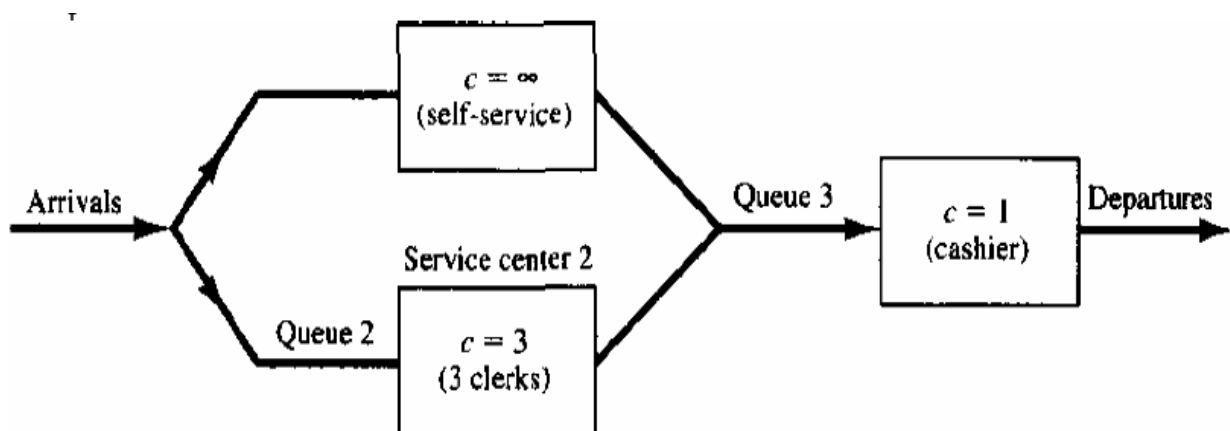 c = ∞
(self-service)
Arrivals
Queue 3
c = 1
(cashier)
Departures
Service center 2
Queue 2
c = 3
(3 clerks)